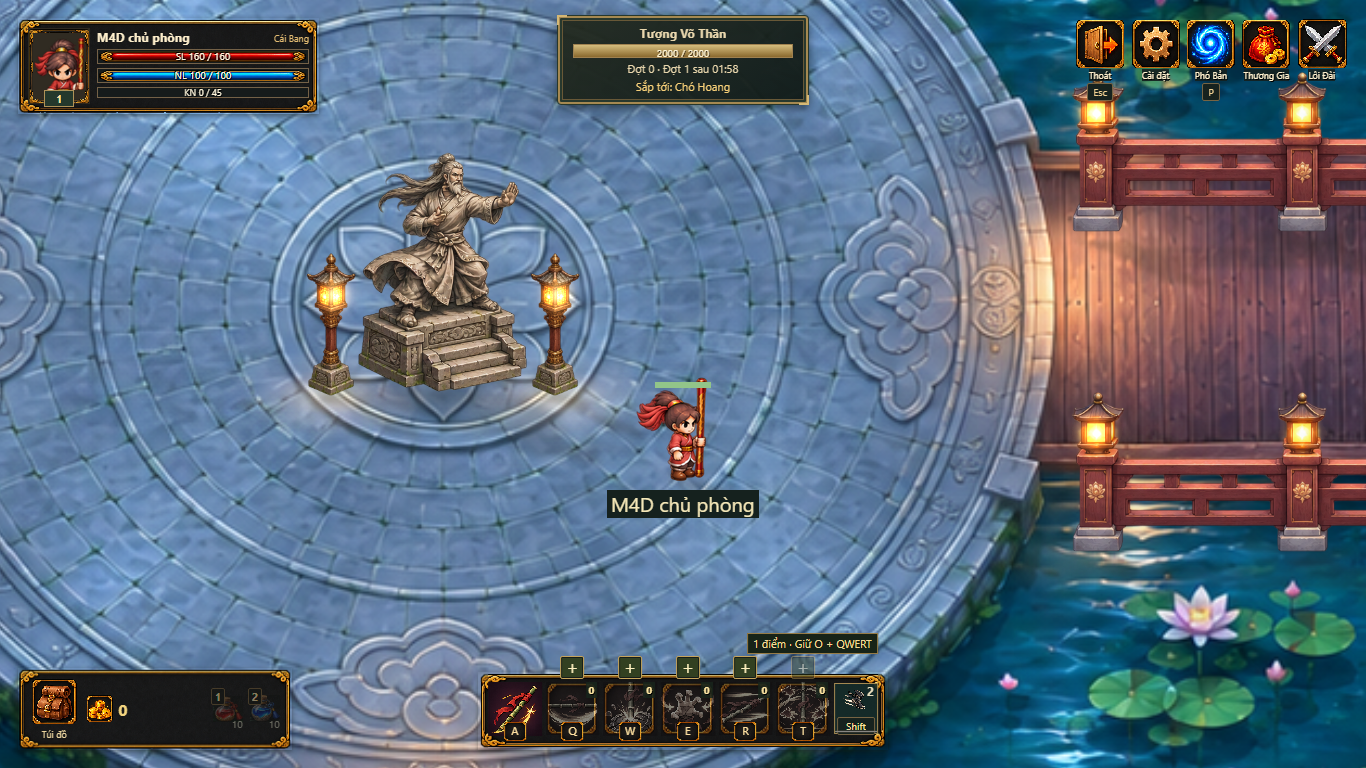 M4D chủ phòng
Cái Bang
SL 160 / 160
NL 100 / 100
KN 0 / 45
1
Tượng Võ Thần
2000 / 2000
Đợt 0 · Đợt 1 sau 01:58
Sắp tới: Chó Hoang
Thoát
Cài đặt
Phó Bản
Thương Gia
Lôi Đài
Esc
P
M4D chủ phòng
1 điểm · Giữ O + QWERT
+ + + + +
0 0 0 0 0 2
A Q W E R T Shift
0
1 2
10 10
Túi đồ